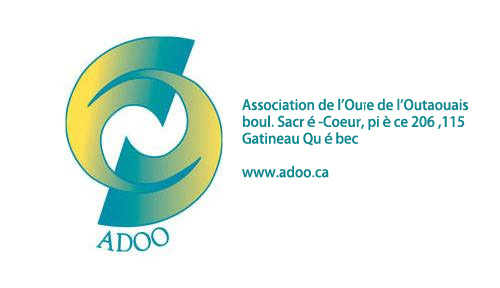 ADOO
Association de l'Ouïe de l'Outaouais
boul. Sacr é -Coeur, pi è ce 206 ,115
Gatineau Qu é bec
www.adoo.ca